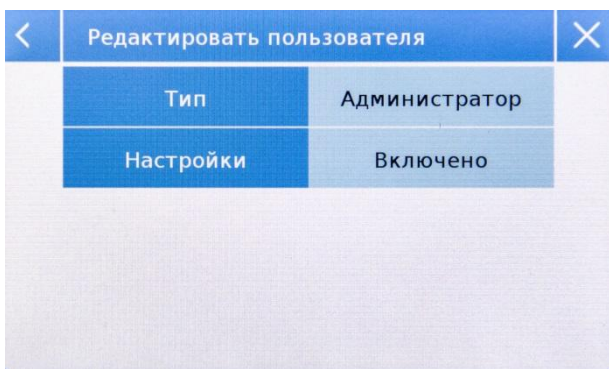 Редактировать пользователя
Тип Администратор
Настройки Включено